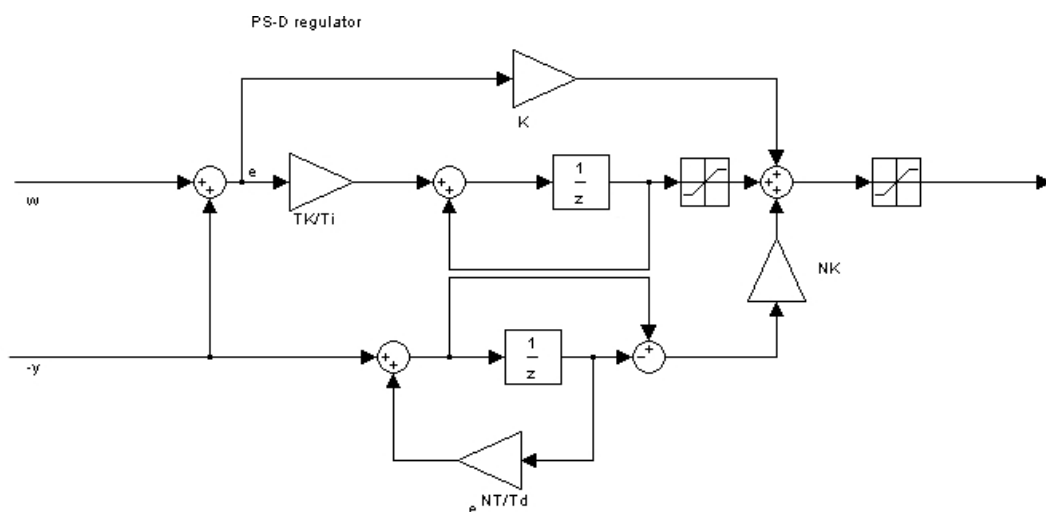 PS-D regulator
K
w
e
TK/Ti
1
z
NK
-y
1
z
e NT/Td